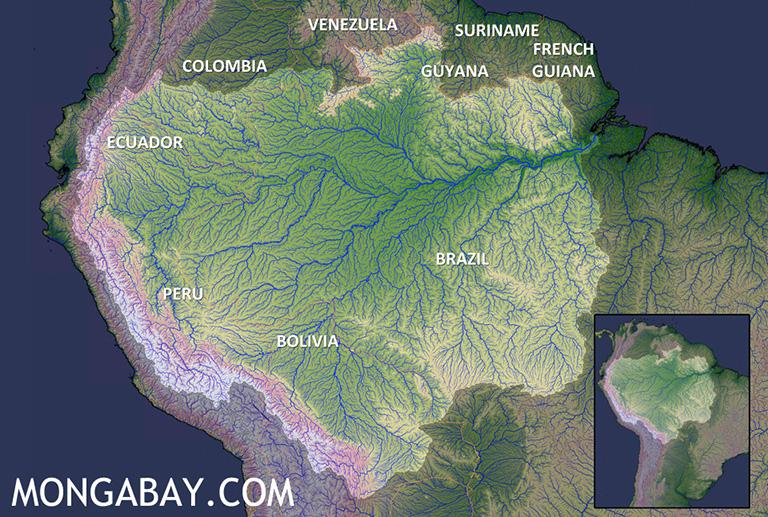 VENEZUELA
SURINAME
FRENCH
GUIANA
COLOMBIA
GUYANA
ECUADOR
BRAZIL
PERU
BOLIVIA
MONGABAY.COM